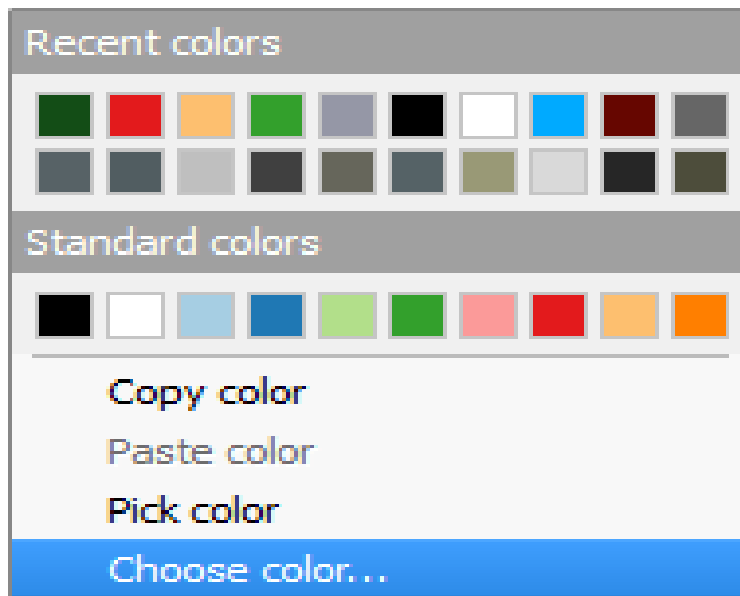 Recent colors
Standard colors
Copy color
Paste color
Pick color
Choose color...